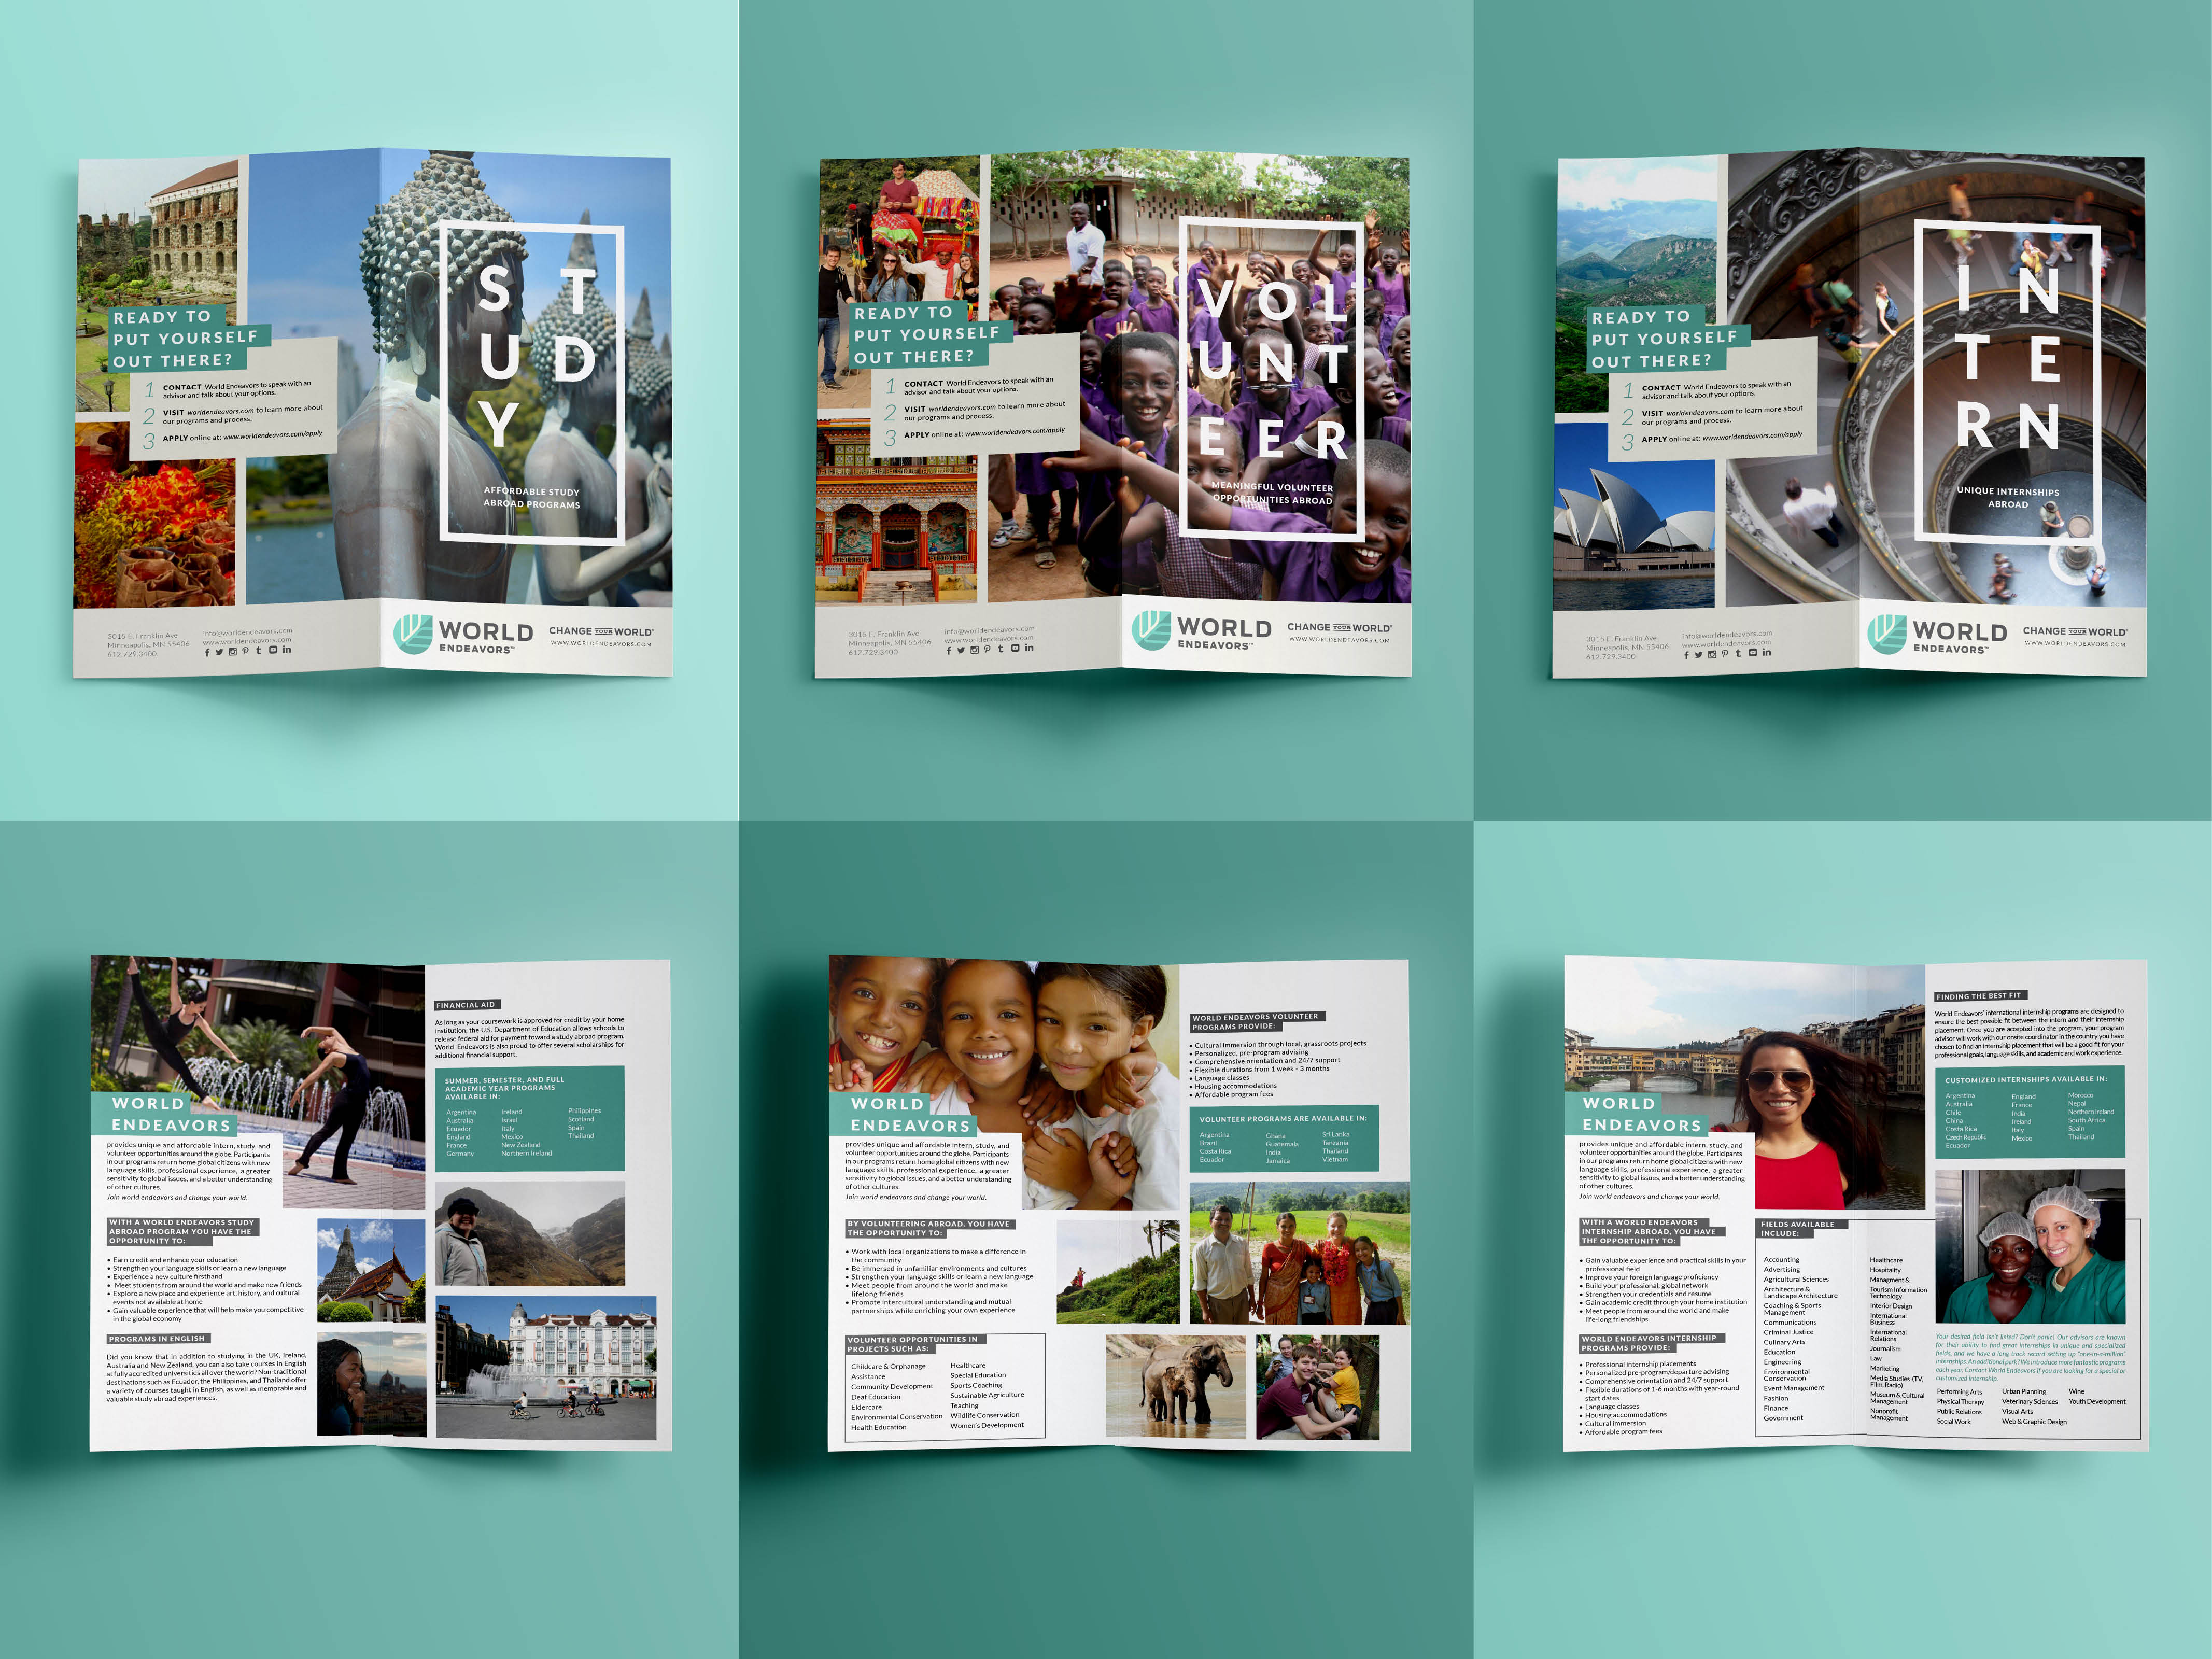 READY TO
PUT YOURSELF
OUT THERE?
1 CONTACT World Endeavors to speak with an
advisor and talk about your options.
2 VISIT worldendeavors.com to learn more about
our programs and process.
3 APPLY online at: www.worldendeavors.com/apply
3015 E. Franklin Ave
Minneapolis, MN 55406
612.729.3400
info@worldendeavors.com
www.worldendeavors.com
S T
U D
Y
AFFORDABLE STUDY
ABROAD PROGRAMS
WORLD
ENDEAVORS™
CHANGE YOUR WORLD®
WWW.WORLDENDEAVORS.COM
READY TO
PUT YOURSELF
OUT THERE?
1 CONTACT World Endeavors to speak with an
advisor and talk about your options.
2 VISIT worldendeavors.com to learn more about
our programs and process.
3 APPLY online at: www.worldendeavors.com/apply
3015 E. Franklin Ave
Minneapolis, MN 55406
612.729.3400
info@worldendeavors.com
www.worldendeavors.com
V O L
U N T
E E R
MEANINGFUL VOLUNTEER
OPPORTUNITIES ABROAD
WORLD
ENDEAVORS™
CHANGE YOUR WORLD®
WWW.WORLDENDEAVORS.COM
READY TO
PUT YOURSELF
OUT THERE?
1 CONTACT World Endeavors to speak with an
advisor and talk about your options.
2 VISIT worldendeavors.com to learn more about
our programs and process.
3 APPLY online at: www.worldendeavors.com/apply
3015 E. Franklin Ave
Minneapolis, MN 55406
612.729.3400
info@worldendeavors.com
www.worldendeavors.com
I N
T E
R N
UNIQUE INTERNSHIPS
ABROAD
WORLD
ENDEAVORS™
CHANGE YOUR WORLD®
WWW.WORLDENDEAVORS.COM
WORLD
ENDEAVORS
provides unique and affordable intern, study, and
volunteer opportunities around the globe. Participants
in our programs return home global citizens with new
language skills, professional experience, a greater
sensitivity to global issues, and a better understanding
of other cultures.
Join world endeavors and change your world.
WITH A WORLD ENDEAVORS STUDY
ABROAD PROGRAM YOU HAVE THE
OPPORTUNITY TO:
• Earn credit and enhance your education
• Strengthen your language skills or learn a new language
• Experience a new culture firsthand
• Meet students from around the world and make new friends
• Explore a new place and experience art, history, and cultural
events not available at home
• Gain valuable experience that will help make you competitive
in the global economy
PROGRAMS IN ENGLISH
Did you know that in addition to studying in the UK, Ireland,
Australia and New Zealand, you can also take courses in English
at fully accredited universities all over the world? Non-traditional
destinations such as Ecuador, the Philippines, and Thailand offer
a variety of courses taught in English, as well as memorable and
valuable study abroad experiences.
FINANCIAL AID
As long as your coursework is approved for credit by your home
institution, the U.S. Department of Education allows schools to
release federal aid for payment toward a study abroad program.
World Endeavors is also proud to offer several scholarships for
additional financial support.
SUMMER, SEMESTER, AND FULL
ACADEMIC YEAR PROGRAMS
AVAILABLE IN:
Argentina
Australia
Ecuador
England
France
Germany
Ireland
Israel
Italy
Mexico
New Zealand
Northern Ireland
Philippines
Scotland
Spain
Thailand
WORLD
ENDEAVORS
provides unique and affordable intern, study, and
volunteer opportunities around the globe. Participants
in our programs return home global citizens with new
language skills, professional experience, a greater
sensitivity to global issues, and a better understanding
of other cultures.
Join world endeavors and change your world.
BY VOLUNTEERING ABROAD, YOU HAVE
THE OPPORTUNITY TO:
• Work with local organizations to make a difference in
the community
• Be immersed in unfamiliar environments and cultures
• Strengthen your language skills or learn a new language
• Meet people from around the world and make
lifelong friends
• Promote intercultural understanding and mutual
partnerships while enriching your own experience
VOLUNTEER OPPORTUNITIES IN
PROJECTS SUCH AS:
Childcare & Orphanage
Assistance
Community Development
Deaf Education
Eldercare
Environmental Conservation
Health Education
Healthcare
Special Education
Sports Coaching
Sustainable Agriculture
Teaching
Wildlife Conservation
Women's Development
WORLD ENDEAVORS VOLUNTEER
PROGRAMS PROVIDE:
• Cultural immersion through local, grassroots projects
• Personalized, pre-program advising
• Comprehensive orientation and 24/7 support
• Flexible durations from 1 week - 3 months
• Language classes
• Housing accommodations
• Affordable program fees
VOLUNTEER PROGRAMS ARE AVAILABLE IN:
Argentina
Brazil
Costa Rica
Ecuador
Ghana
Guatemala
India
Jamaica
Sri Lanka
Tanzania
Thailand
Vietnam
WORLD
ENDEAVORS
provides unique and affordable intern, study, and
volunteer opportunities around the globe. Participants
in our programs return home global citizens with new
language skills, professional experience, a greater
sensitivity to global issues, and a better understanding
of other cultures.
Join world endeavors and change your world.
WITH A WORLD ENDEAVORS
INTERNSHIP ABROAD, YOU HAVE
THE OPPORTUNITY TO:
• Gain valuable experience and practical skills in your
professional field
• Improve your foreign language proficiency
• Build your professional, global network
• Strengthen your credentials and resume
• Gain academic credit through your home institution
• Meet people from around the world and make
life-long friendships
WORLD ENDEAVORS INTERNSHIP
PROGRAMS PROVIDE:
• Professional internship placements
• Personalized pre-program/departure advising
• Comprehensive orientation and 24/7 support
• Flexible durations of 1-6 months with year-round
start dates
• Language classes
• Housing accommodations
• Cultural immersion
• Affordable program fees
FIELDS AVAILABLE
INCLUDE:
Accounting
Advertising
Agricultural Sciences
Architecture &
Landscape Architecture
Coaching & Sports
Management
Communications
Criminal Justice
Culinary Arts
Education
Engineering
Environmental
Conservation
Event Management
Fashion
Finance
Government
Healthcare
Hospitality
Managment &
Tourism Information
Technology
Interior Design
International
Business
International
Relations
Journalism
Law
Marketing
Media Studies (TV,
Film, Radio)
Museum & Cultural
Management
Nonprofit
Management
FINDING THE BEST FIT
World Endeavors' international internship programs are designed to
ensure the best possible fit between the intern and their internship
placement. Once you are accepted into the program, your program
advisor will work with our onsite coordinator in the country you have
chosen to find an internship placement that will be a good fit for your
professional goals, language skills, and academic and work experience.
CUSTOMIZED INTERNSHIPS AVAILABLE IN:
Argentina
Australia
Chile
China
Costa Rica
Czech Republic
Ecuador
England
France
India
Ireland
Italy
Mexico
Morocco
Nepal
Northern Ireland
South Africa
Spain
Thailand
Your desired field isn't listed? Don't panic! Our advisors are known
for their ability to find great internships in unique and specialized
fields, and we have a long track record setting up "one-in-a-million"
internships. An additional perk? We introduce more fantastic programs
each year. Contact World Endeavors if you are looking for a special or
customized internship.
Performing Arts
Physical Therapy
Public Relations
Social Work
Urban Planning
Veterinary Sciences
Visual Arts
Web & Graphic Design
Wine
Youth Development